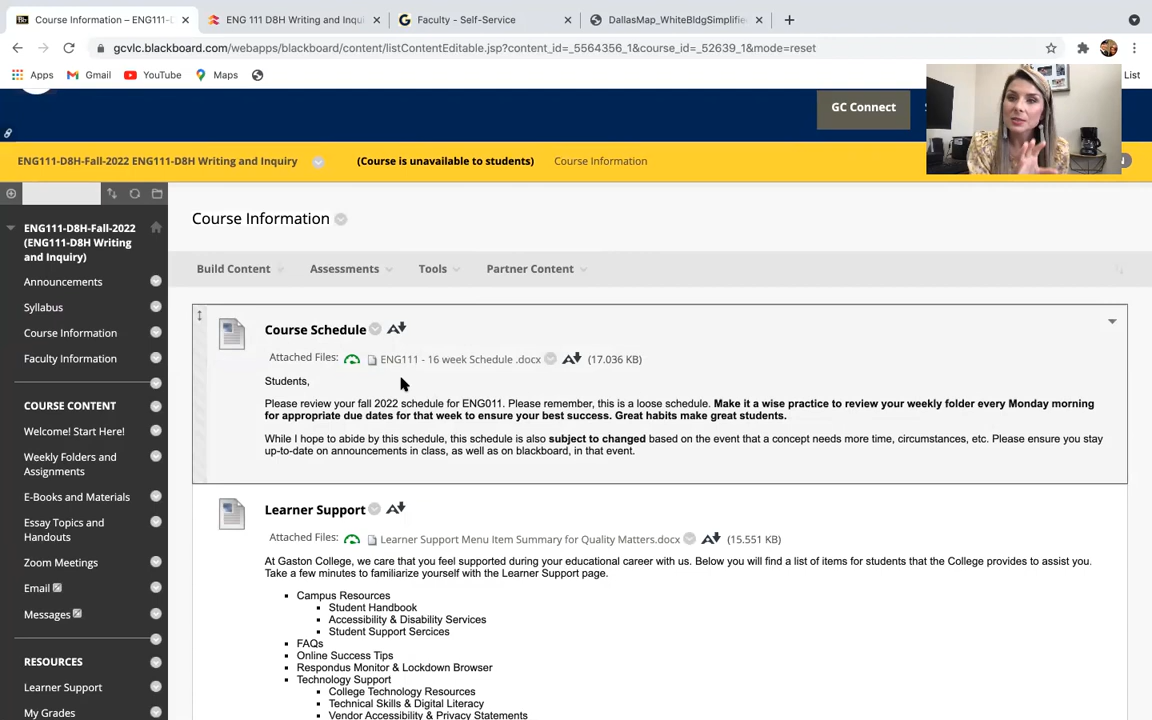 Course Information – ENG111-D
ENG 111 D8H Writing and Inqui
Faculty - Self-Service
DallasMap_WhiteBldgSimplifie
gcvlc.blackboard.com/webapps/blackboard/content/listContentEditable.jsp?content_id=_5564356_1&course_id=_52639_1&mode=reset
Apps
Gmail
YouTube
Maps
List
GC Connect
ENG111-D8H-Fall-2022 ENG111-D8H Writing and Inquiry
(Course is unavailable to students)
Course Information
ENG111-D8H-Fall-2022
(ENG111-D8H Writing
and Inquiry)
Announcements
Syllabus
Course Information
Faculty Information
COURSE CONTENT
Welcome! Start Here!
Weekly Folders and
Assignments
E-Books and Materials
Essay Topics and
Handouts
Zoom Meetings
Email
Messages
RESOURCES
Learner Support
My Grades
Course Information
Build Content
Assessments
Tools
Partner Content
Course Schedule
Attached Files: ENG111 - 16 week Schedule .docx (17.036 KB)
Students,
Please review your fall 2022 schedule for ENG011. Please remember, this is a loose schedule. Make it a wise practice to review your weekly folder every Monday morning
for appropriate due dates for that week to ensure your best success. Great habits make great students.
While I hope to abide by this schedule, this schedule is also subject to changed based on the event that a concept needs more time, circumstances, etc. Please ensure you stay
up-to-date on announcements in class, as well as on blackboard, in that event.
Learner Support
Attached Files: Learner Support Menu Item Summary for Quality Matters.docx (15.551 KB)
At Gaston College, we care that you feel supported during your educational career with us. Below you will find a list of items for students that the College provides to assist you.
Take a few minutes to familiarize yourself with the Learner Support page.
Campus Resources
Student Handbook
Accessibility & Disability Services
Student Support Sercices
FAQs
Online Success Tips
Respondus Monitor & Lockdown Browser
Technology Support
College Technology Resources
Technical Skills & Digital Literacy
Vendor Accessibility & Privacy Statements